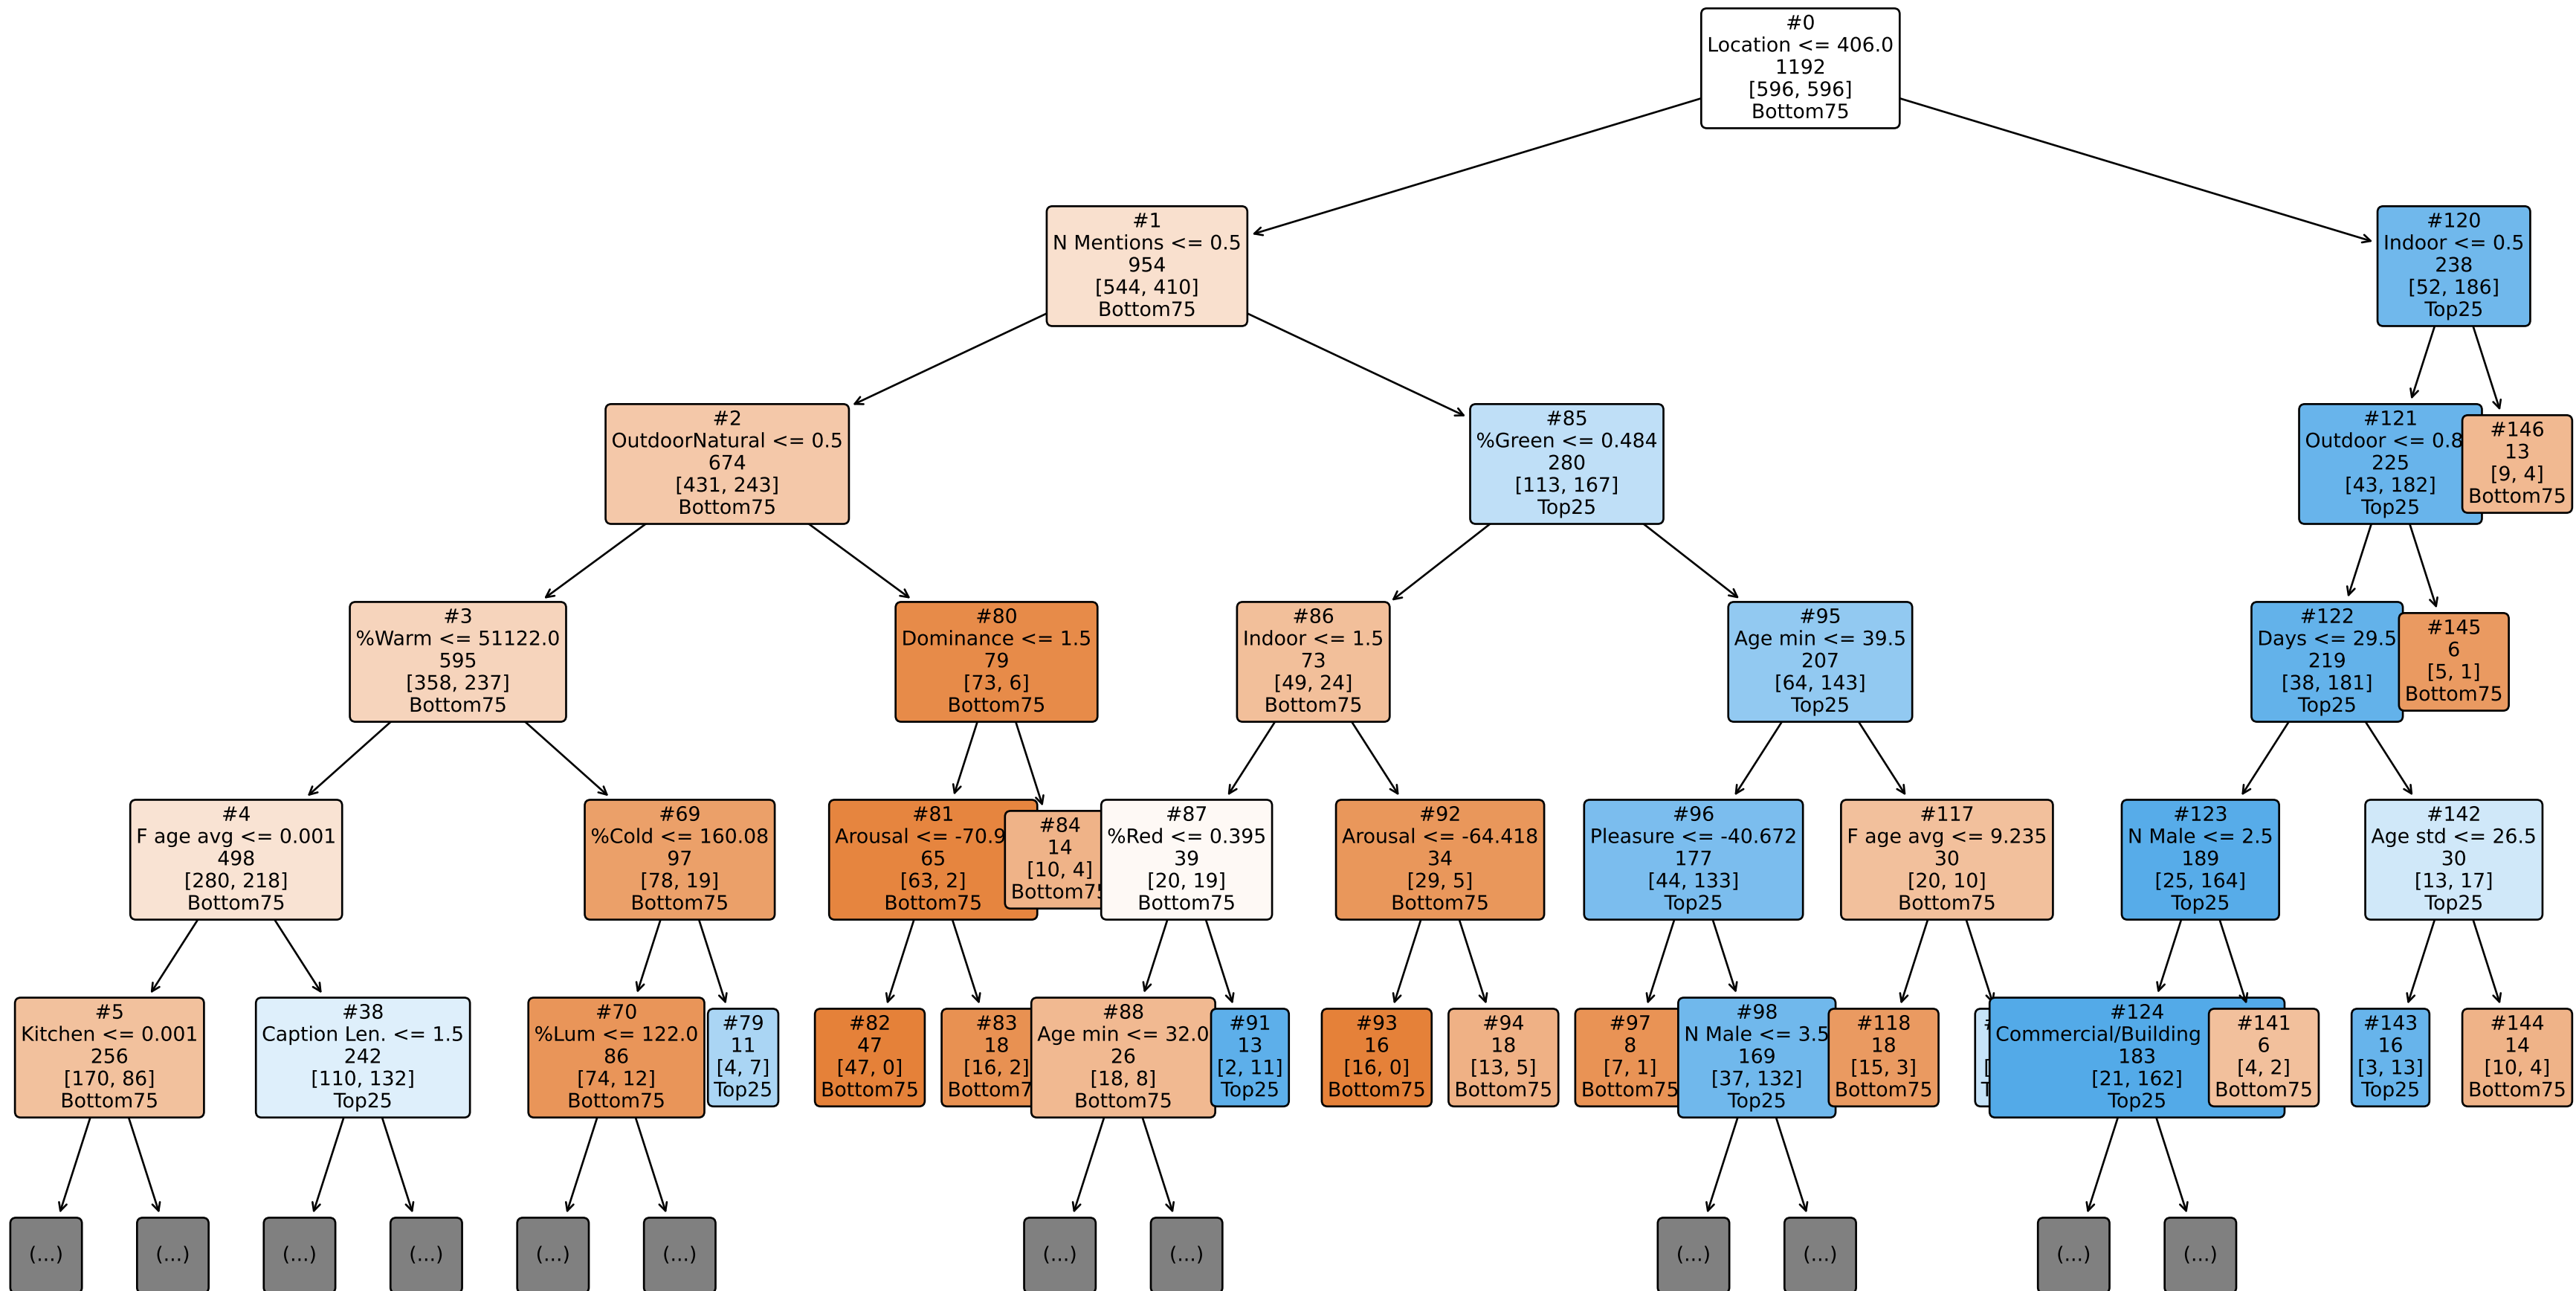 #0
Location <= 406.0
1192
[596, 596]
Bottom75
#1
N Mentions <= 0.5
954
[544, 410]
Bottom75
#120
Indoor <= 0.5
238
[52, 186]
Top25
#2
OutdoorNatural <= 0.5
674
[431, 243]
Bottom75
#85
%Green <= 0.484
280
[113, 167]
Top25
#121
Outdoor <= 0.8
225
[43, 182]
Top25
#146
13
[9, 4]
Bottom75
#3
%Warm <= 51122.0
595
[358, 237]
Bottom75
#80
Dominance <= 1.5
79
[73, 6]
Bottom75
#86
Indoor <= 1.5
73
[49, 24]
Bottom75
#95
Age min <= 39.5
207
[64, 143]
Top25
#122
Days <= 29.5
219
[38, 181]
Top25
#145
6
[5, 1]
Bottom75
#4
F age avg <= 0.001
498
[280, 218]
Bottom75
#69
%Cold <= 160.08
97
[78, 19]
Bottom75
#81
Arousal <= -70.9
65
[63, 2]
Bottom75
#84
14
[10, 4]
Bottom75
#87
%Red <= 0.395
39
[20, 19]
Bottom75
#92
Arousal <= -64.418
34
[29, 5]
Bottom75
#96
Pleasure <= -40.672
177
[44, 133]
Top25
#117
F age avg <= 9.235
30
[20, 10]
Bottom75
#123
N Male <= 2.5
189
[25, 164]
Top25
#142
Age std <= 26.5
30
[13, 17]
Top25
#5
Kitchen <= 0.001
256
[170, 86]
Bottom75
#38
Caption Len. <= 1.5
242
[110, 132]
Top25
#70
%Lum <= 122.0
86
[74, 12]
Bottom75
#79
11
[4, 7]
Top25
#82
47
[47, 0]
Bottom75
#83
18
[16, 2]
Bottom7
#88
Age min <= 32.0
26
[18, 8]
Bottom75
#91
13
[2, 11]
Top25
#93
16
[16, 0]
Bottom75
#94
18
[13, 5]
Bottom75
#97
8
[7, 1]
Bottom75
#98
N Male <= 3.5
169
[37, 132]
Top25
#118
18
[15, 3]
Bottom75
#124
Commercial/Building
183
[21, 162]
Top25
#141
6
[4, 2]
Bottom75
#143
16
[3, 13]
Top25
#144
14
[10, 4]
Bottom75
(...)
(...)
(...)
(...)
(...)
(...)
(...)
(...)
(...)
(...)
(...)
(...)